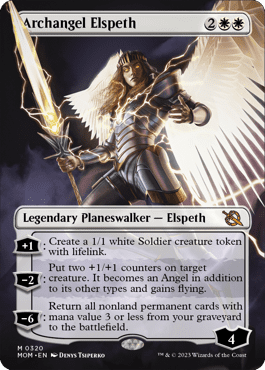 Archangel Elspeth 2
Legendary Planeswalker — Elspeth
+1 : Create a 1/1 white Soldier creature token
with lifelink.
−2 : Put two +1/+1 counters on target
creature. It becomes an Angel in addition
to its other types and gains flying.
−6 : Return all nonland permanent cards with
mana value 3 or less from your graveyard
to the battlefield.
4
M 0320
MOM • EN DENYS TSIPERKO ™ & © 2023 Wizards of the Coast